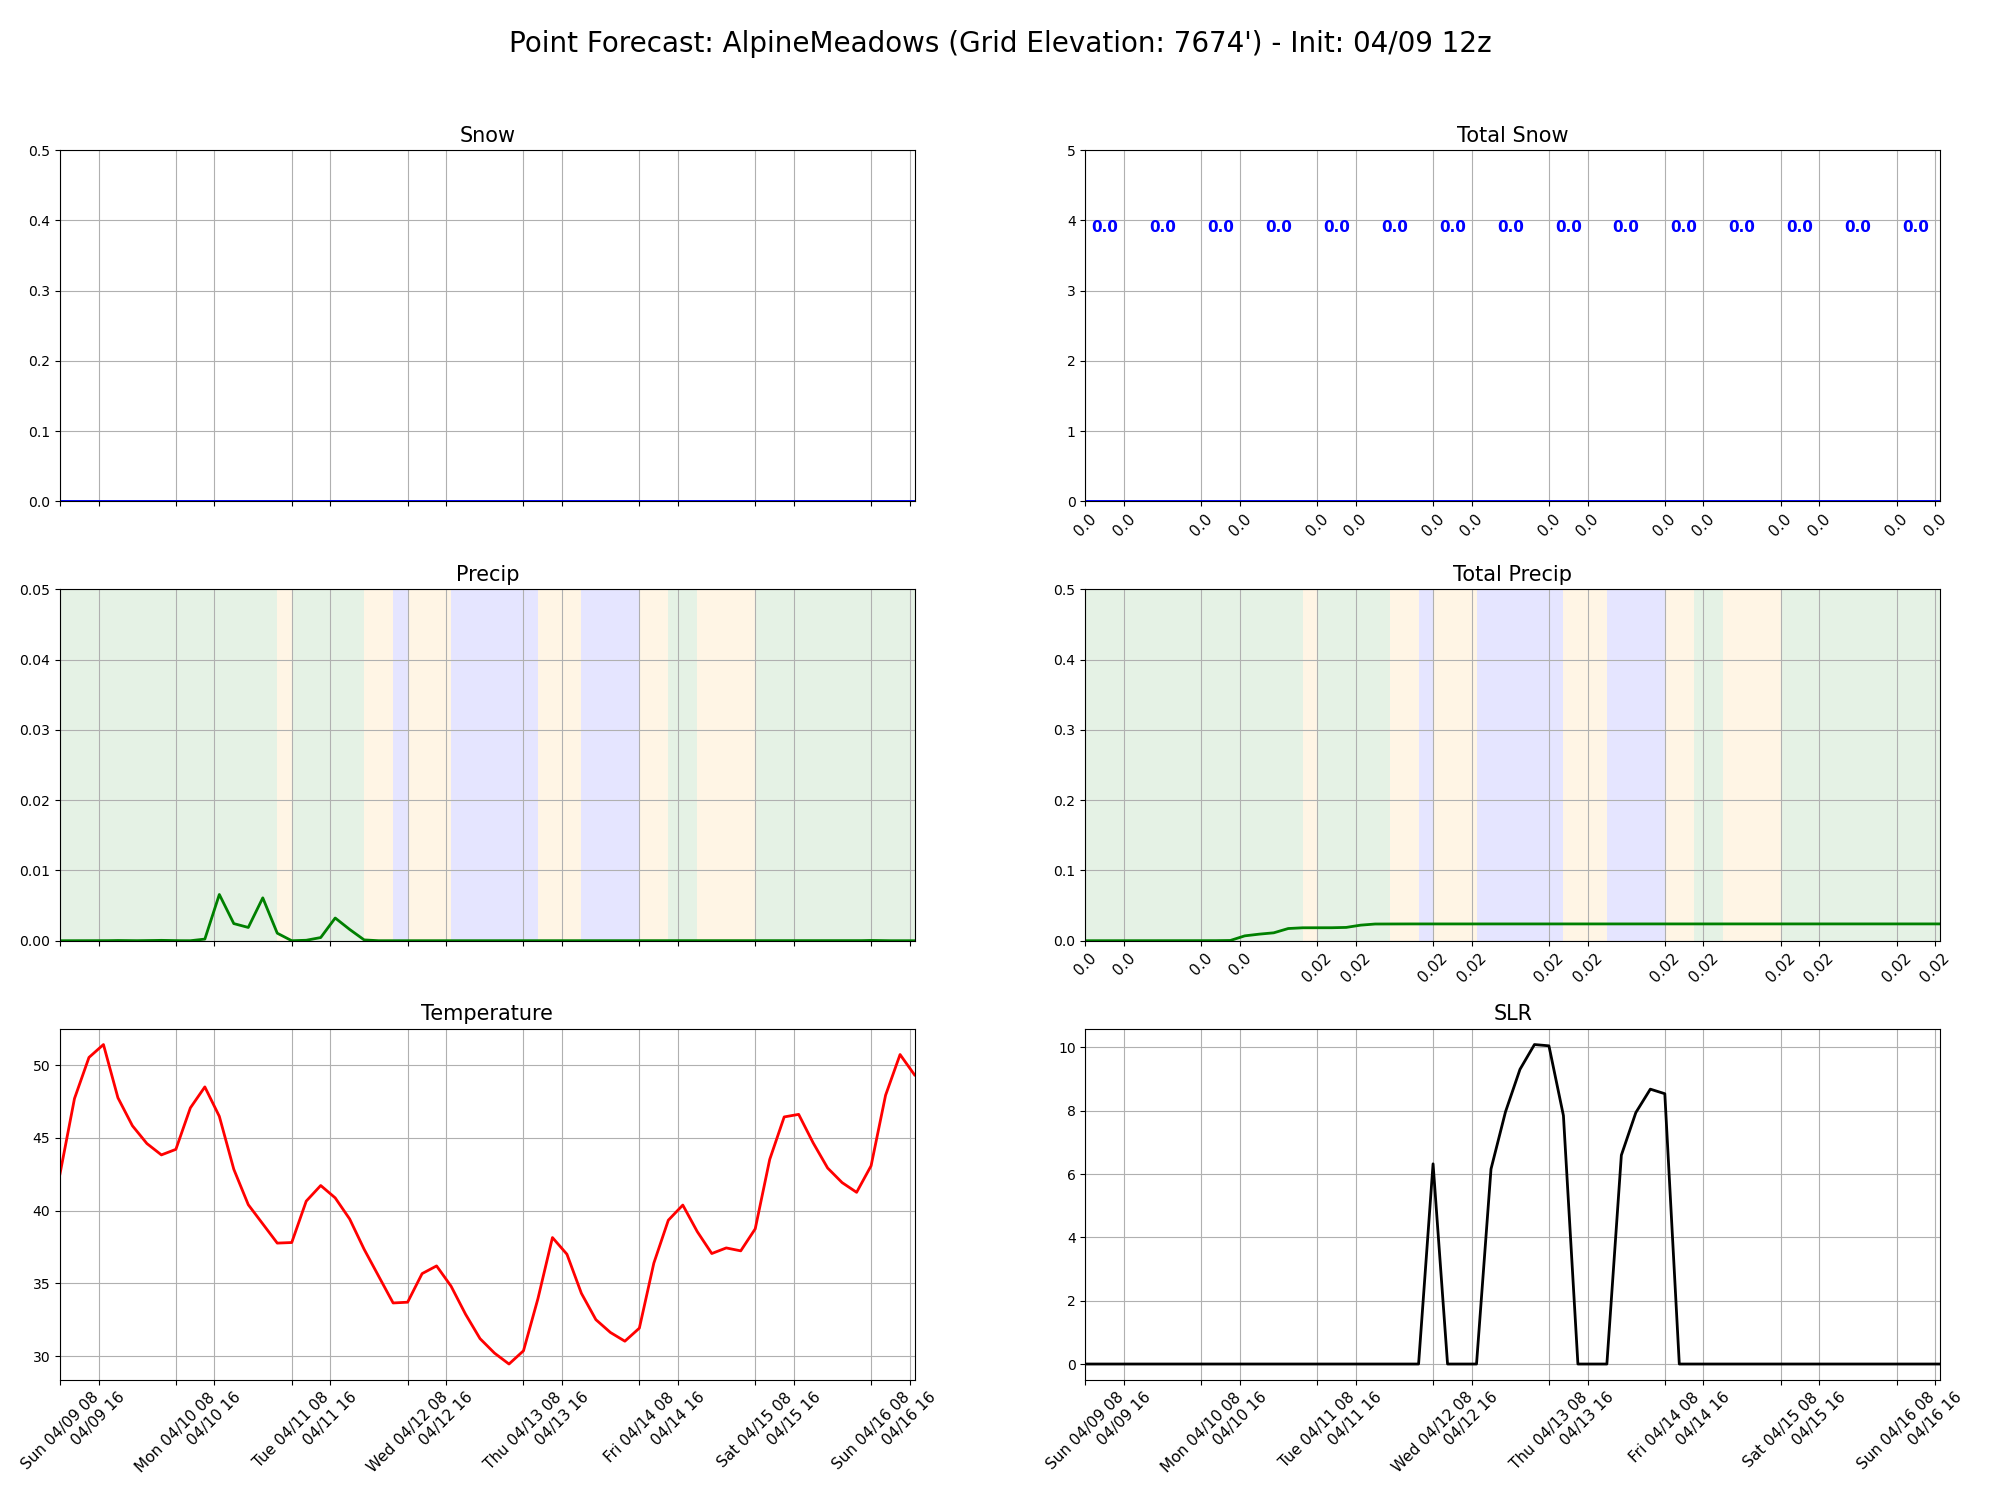 Point Forecast: AlpineMeadows (Grid Elevation: 7674') - Init: 04/09 12z
Snow
0.5
0.4
0.3
0.2
0.1
0.0
Total Snow
5
4
3
2
1
0
0.0 0.0 0.0 0.0 0.0 0.0 0.0 0.0 0.0 0.0 0.0 0.0 0.0 0.0 0.0
0.0 0.0 0.0 0.0 0.0 0.0 0.0 0.0 0.0 0.0 0.0 0.0 0.0 0.0 0.0 0.0
Precip
0.05
0.04
0.03
0.02
0.01
0.00
Total Precip
0.5
0.4
0.3
0.2
0.1
0.0
0.0 0.0 0.0 0.0 0.02 0.02 0.02 0.02 0.02 0.02 0.02 0.02 0.02 0.02 0.02 0.02
Temperature
50
45
40
35
30
Sun 04/09 08
04/09 16
Mon 04/10 08
04/10 16
Tue 04/11 08
04/11 16
Wed 04/12 08
04/12 16
Thu 04/13 08
04/13 16
Fri 04/14 08
04/14 16
Sat 04/15 08
04/15 16
Sun 04/16 08
04/16 16
SLR
10
8
6
4
2
0
Sun 04/09 08
04/09 16
Mon 04/10 08
04/10 16
Tue 04/11 08
04/11 16
Wed 04/12 08
04/12 16
Thu 04/13 08
04/13 16
Fri 04/14 08
04/14 16
Sat 04/15 08
04/15 16
Sun 04/16 08
04/16 16